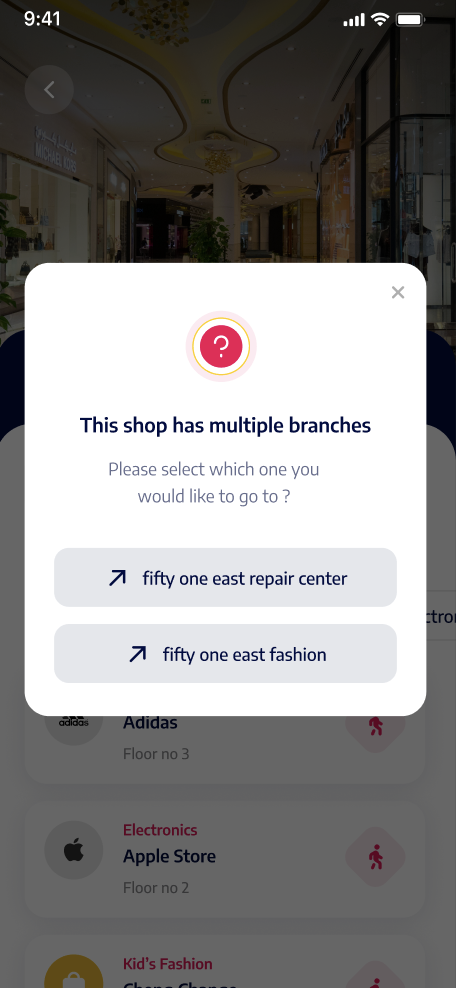 9:41
MICHAEL KORS
?
This shop has multiple branches
Please select which one you
would like to go to ?
fifty one east repair center
fifty one east fashion
adidas
Adidas
Floor no 3
Electronics
Apple Store
Floor no 2
Kid's Fashion